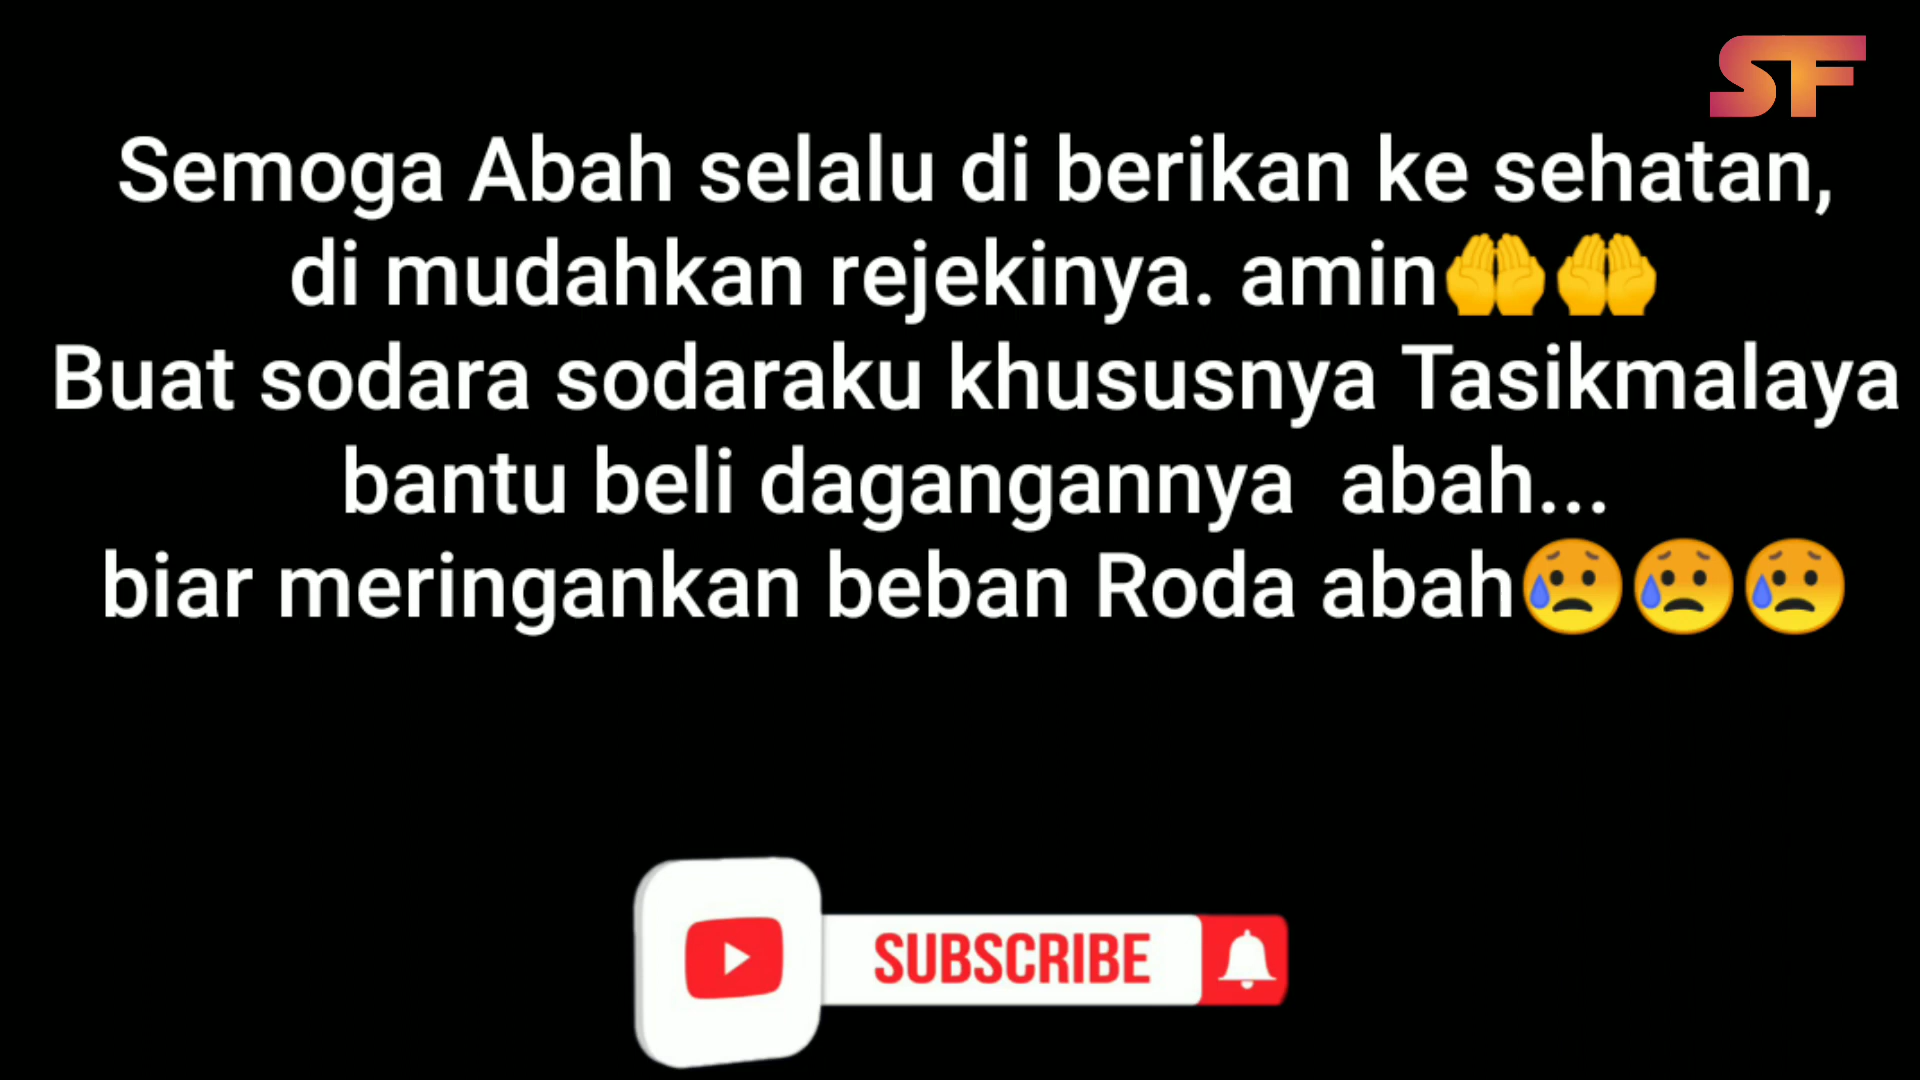 SF
Semoga Abah selalu di berikan ke sehatan,
di mudahkan rejekinya. amin🤲🤲
Buat sodara sodaraku khususnya Tasikmalaya
bantu beli dagangannya  abah...
biar meringankan beban Roda abah😥😥😥
SUBSCRIBE